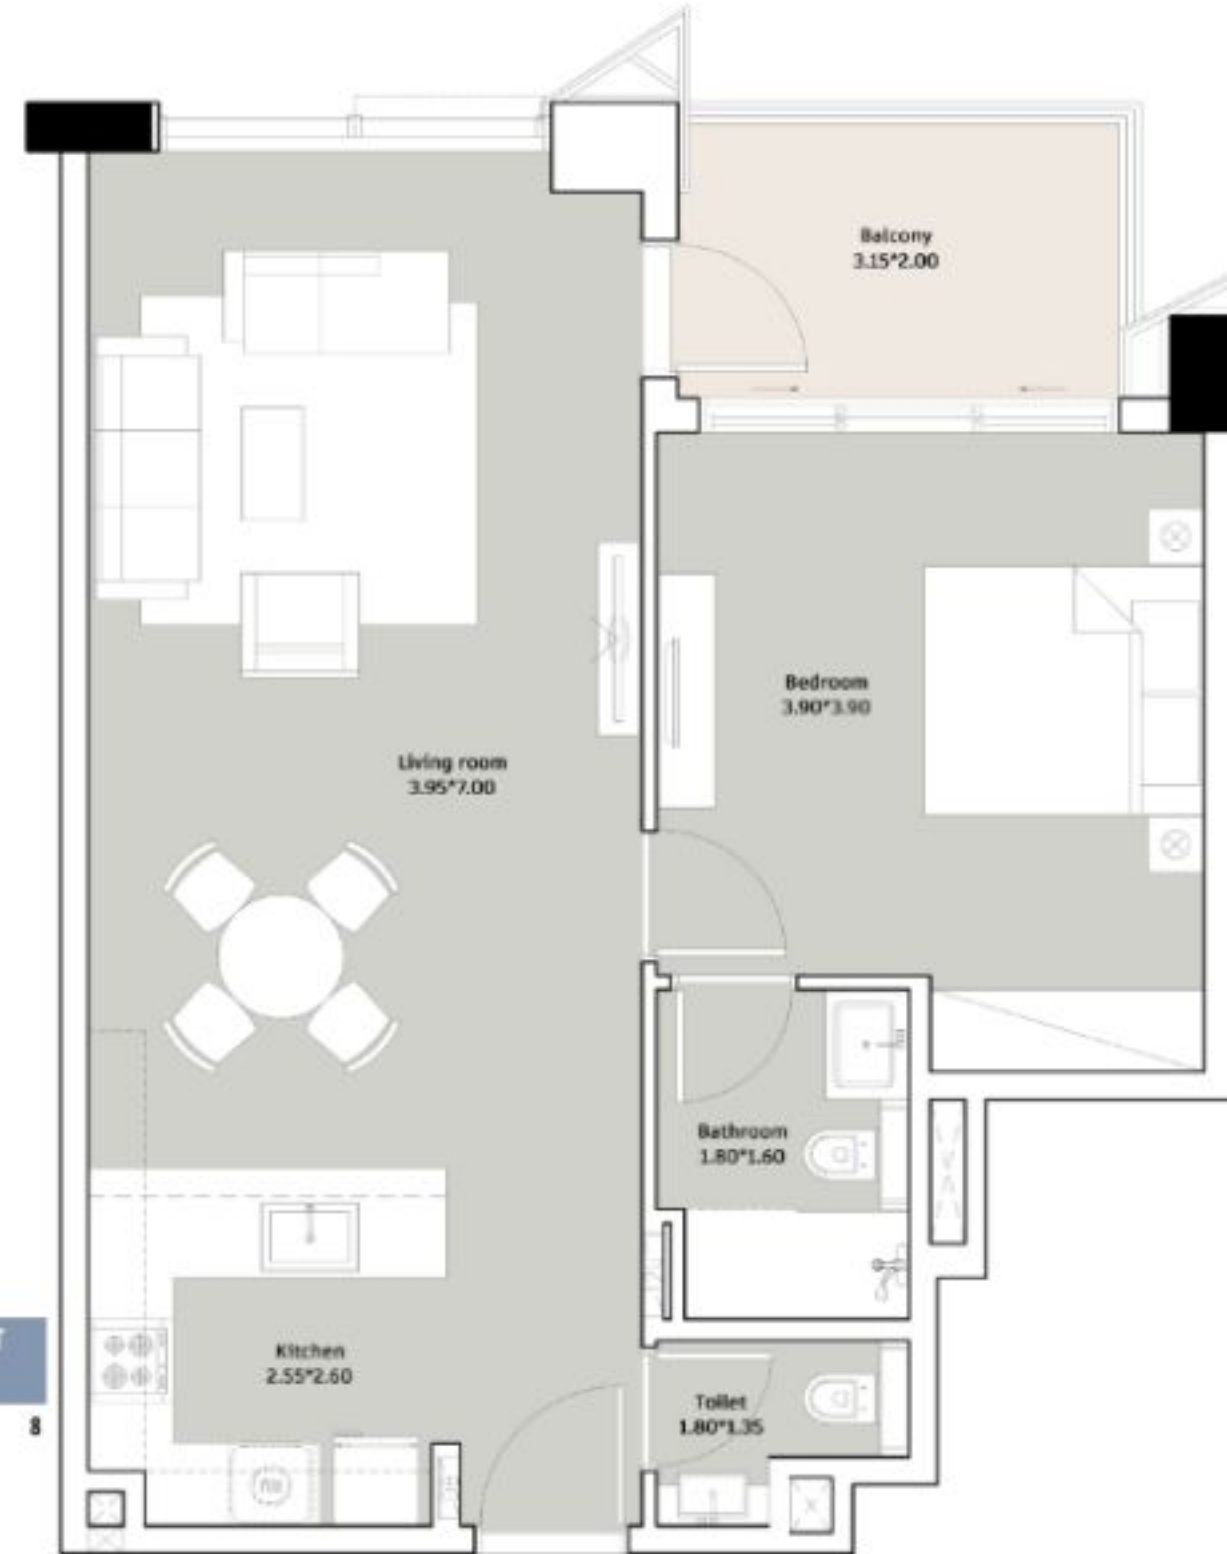 Balcony
3.15*2.00
Bedroom
3.90*3.90
Living room
3.95*7.00
Bathroom
1.80*1.60
Kitchen
2.55*2.60
Toilet
1.80*1.35
8